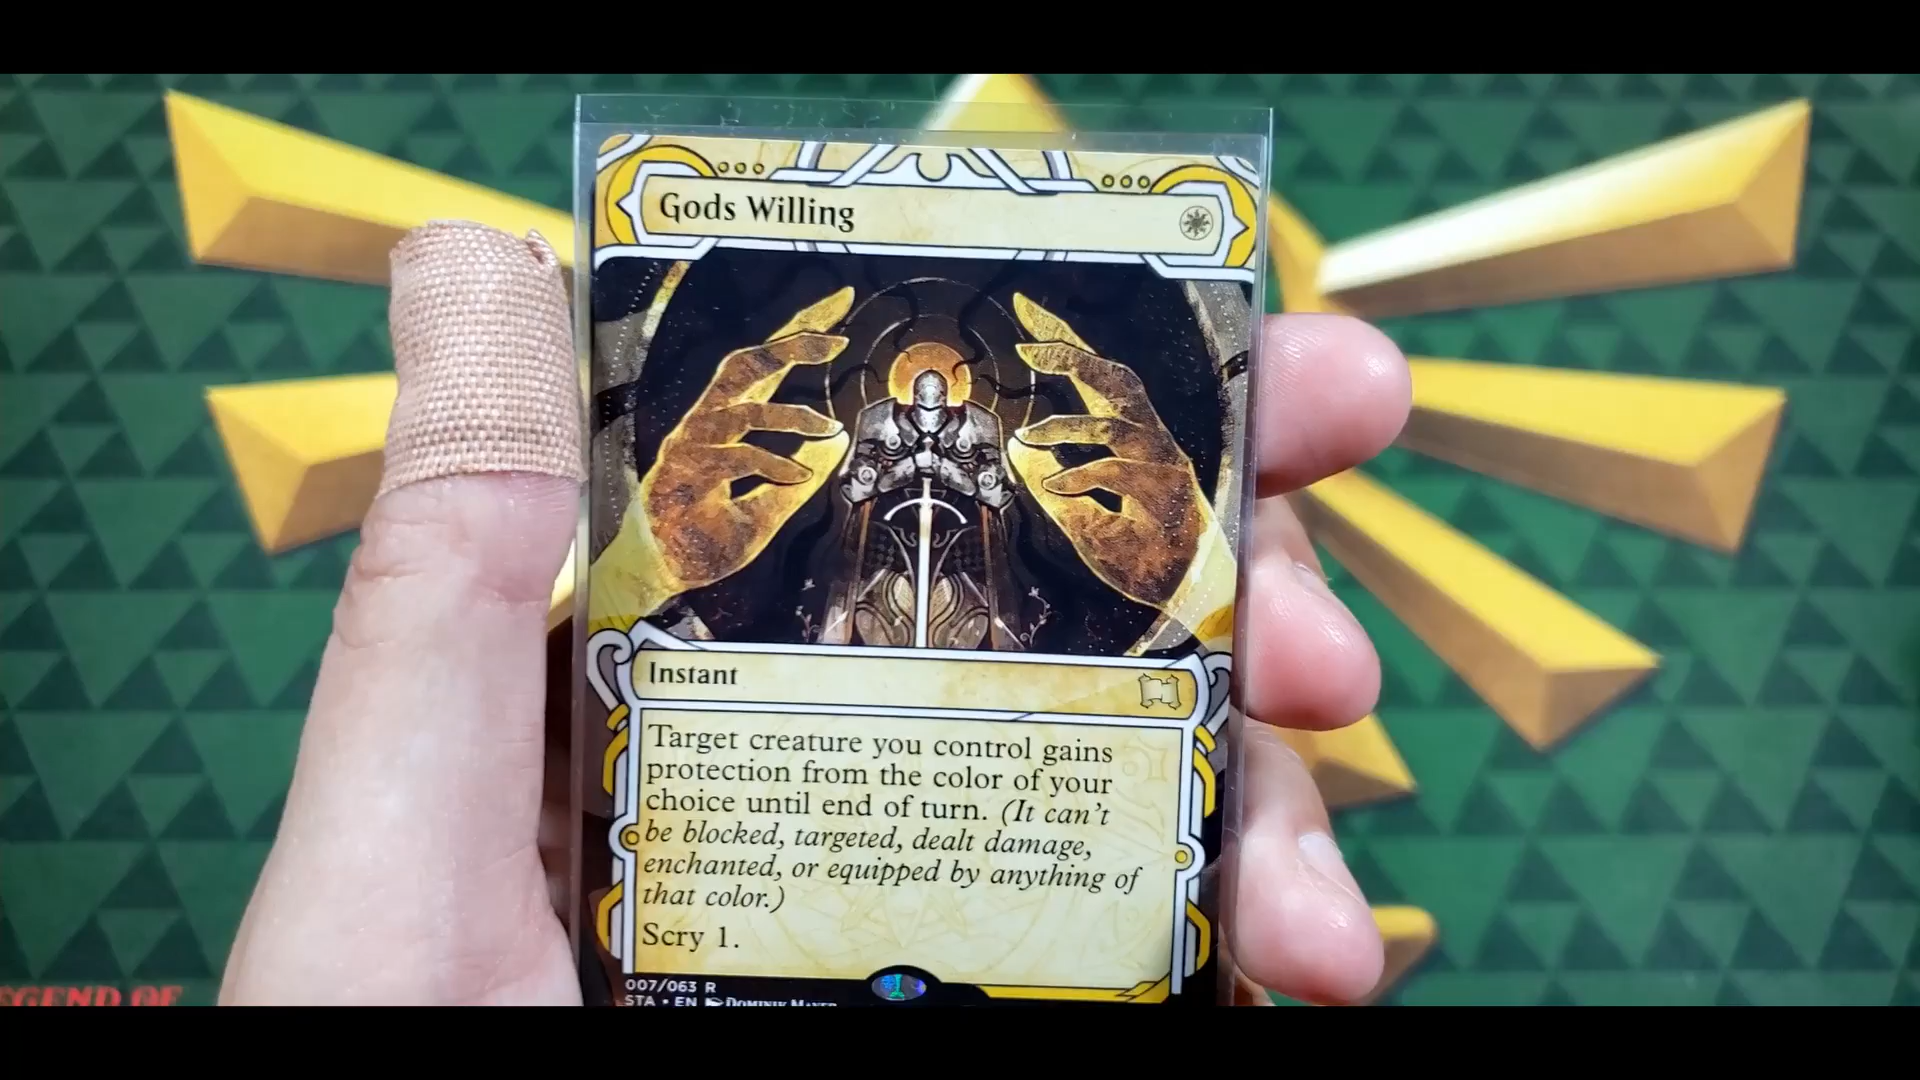 Gods Willing
Instant
Target creature you control gains
protection from the color of your
choice until end of turn. (It can't
be blocked, targeted, dealt damage,
enchanted, or equipped by anything of
that color.)
Scry 1.
007/063 R
STA • EN DOMINIK MAYER
EGEND OF